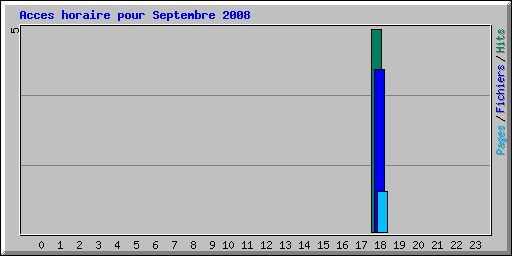 Acces horaire pour Septembre 2008
5
Pages/Fichiers/Hits
0 1 2 3 4 5 6 7 8 9 10 11 12 13 14 15 16 17 18 19 20 21 22 23